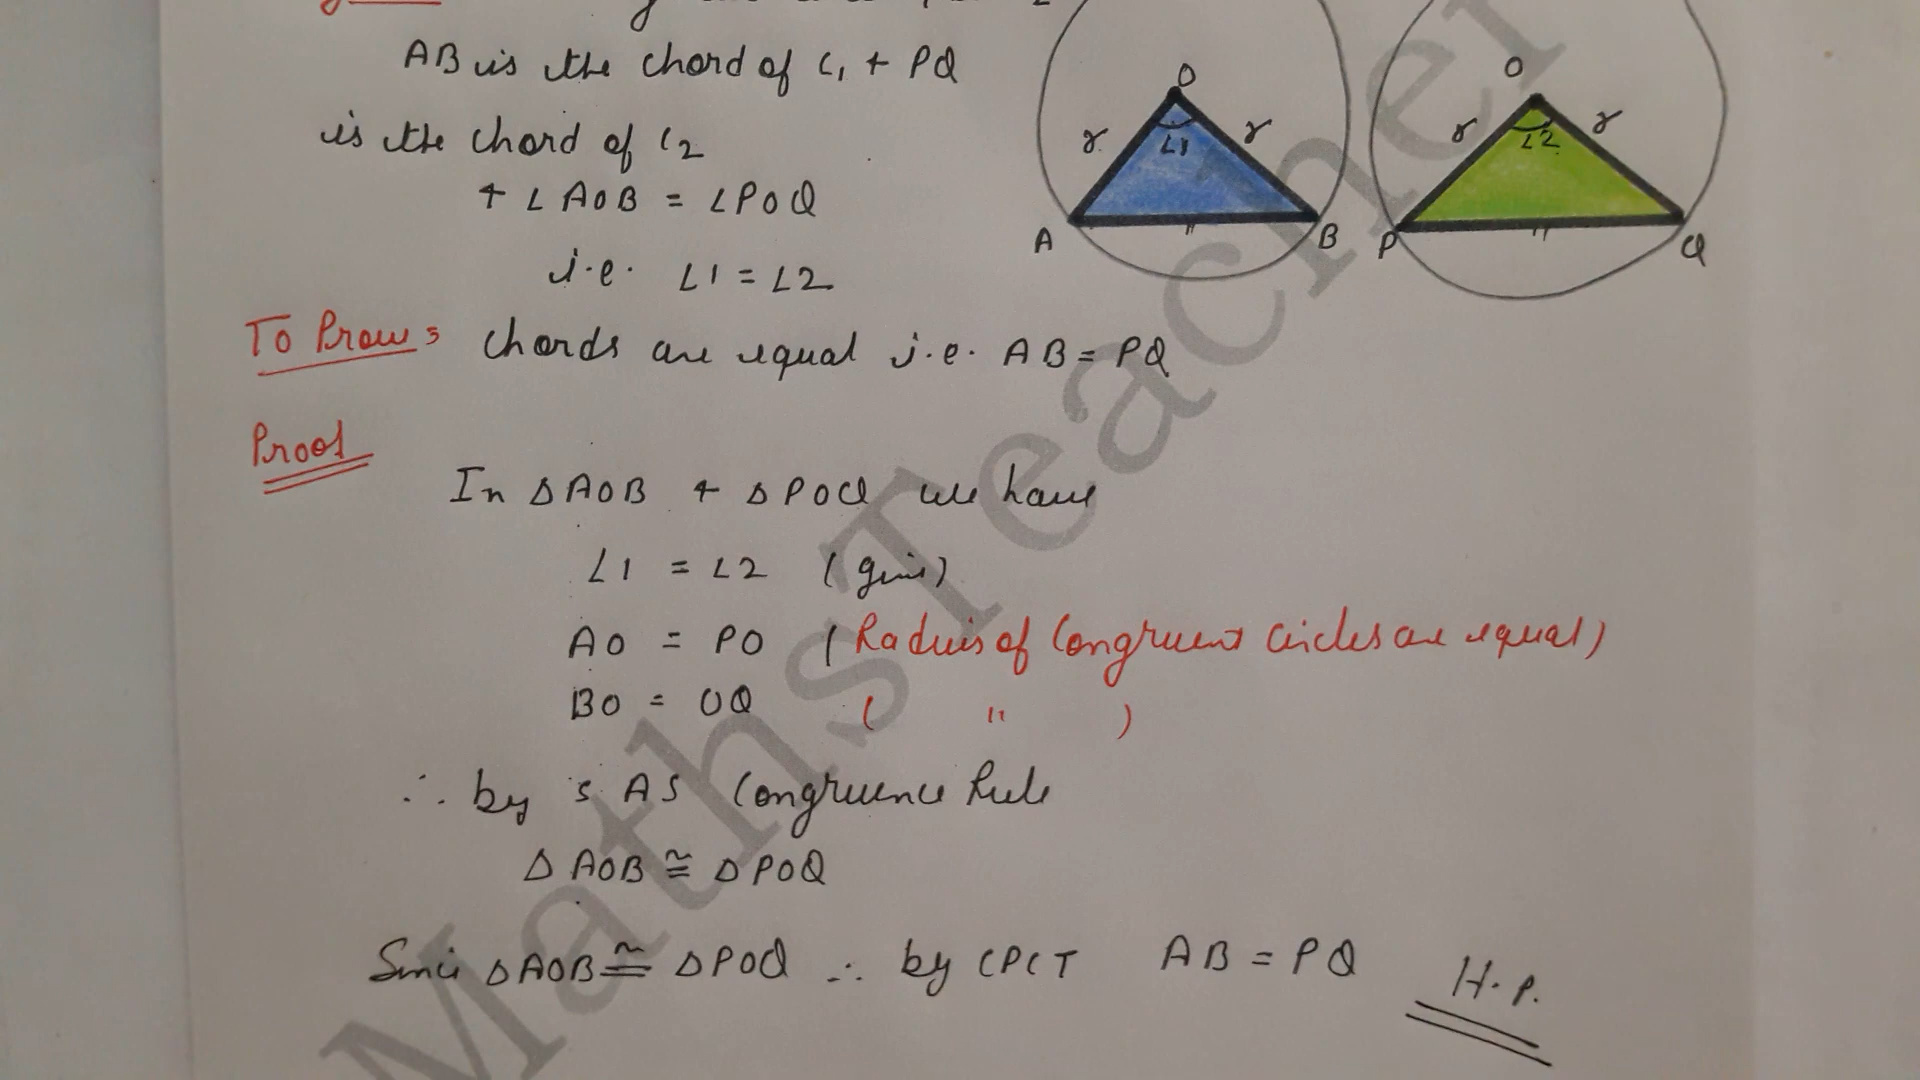 AB is the chord of C1 + PQ
is the chord of C2
+ ∠AOB = ∠POQ
i.e. ∠1 = ∠2
O
r
∠1
r
A
B
O
r
∠2
r
P
Q
To Prove : chords are equal i.e. AB = PQ
Proof
In ΔAOB + ΔPOQ we have
∠1 = ∠2 (given)
AO = PO (Radius of Congruent Circles are equal)
BO = OQ ( " )
∴ by SAS Congruence Rule
ΔAOB ≅ ΔPOQ
Since ΔAOB ≅ ΔPOQ ∴ by CPCT AB = PQ H.P.
Maths Teacher